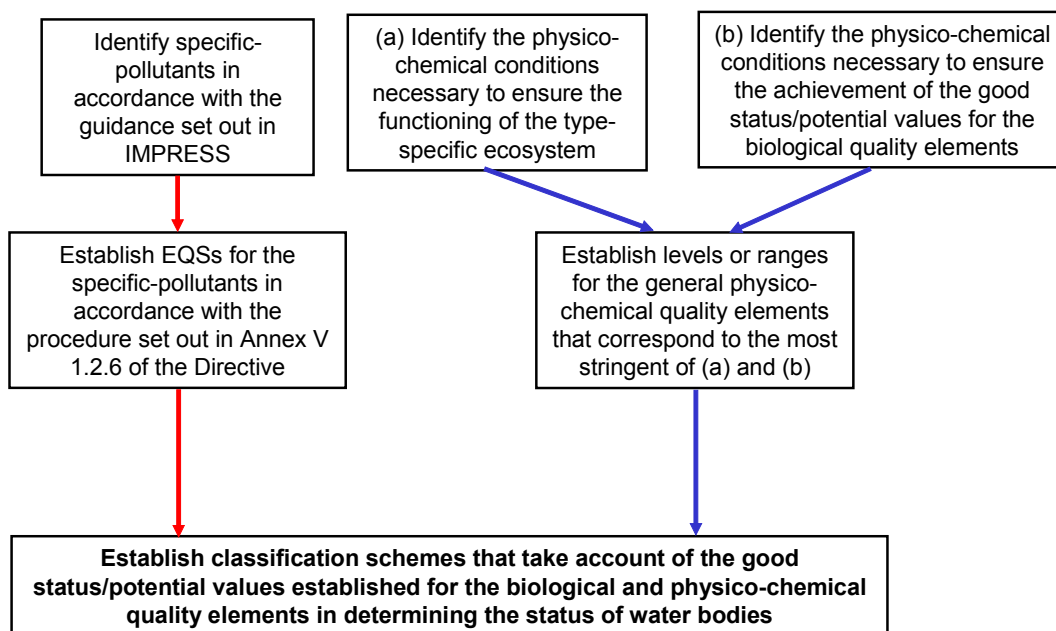 Identify specific-
pollutants in
accordance with the
guidance set out in
IMPRESS
(a) Identify the physico-
chemical conditions
necessary to ensure the
functioning of the type-
specific ecosystem
(b) Identify the physico-chemical
conditions necessary to ensure
the achievement of the good
status/potential values for the
biological quality elements
Establish EQSs for the
specific-pollutants in
accordance with the
procedure set out in Annex V
1.2.6 of the Directive
Establish levels or ranges
for the general physico-
chemical quality elements
that correspond to the most
stringent of (a) and (b)
Establish classification schemes that take account of the good
status/potential values established for the biological and physico-chemical
quality elements in determining the status of water bodies